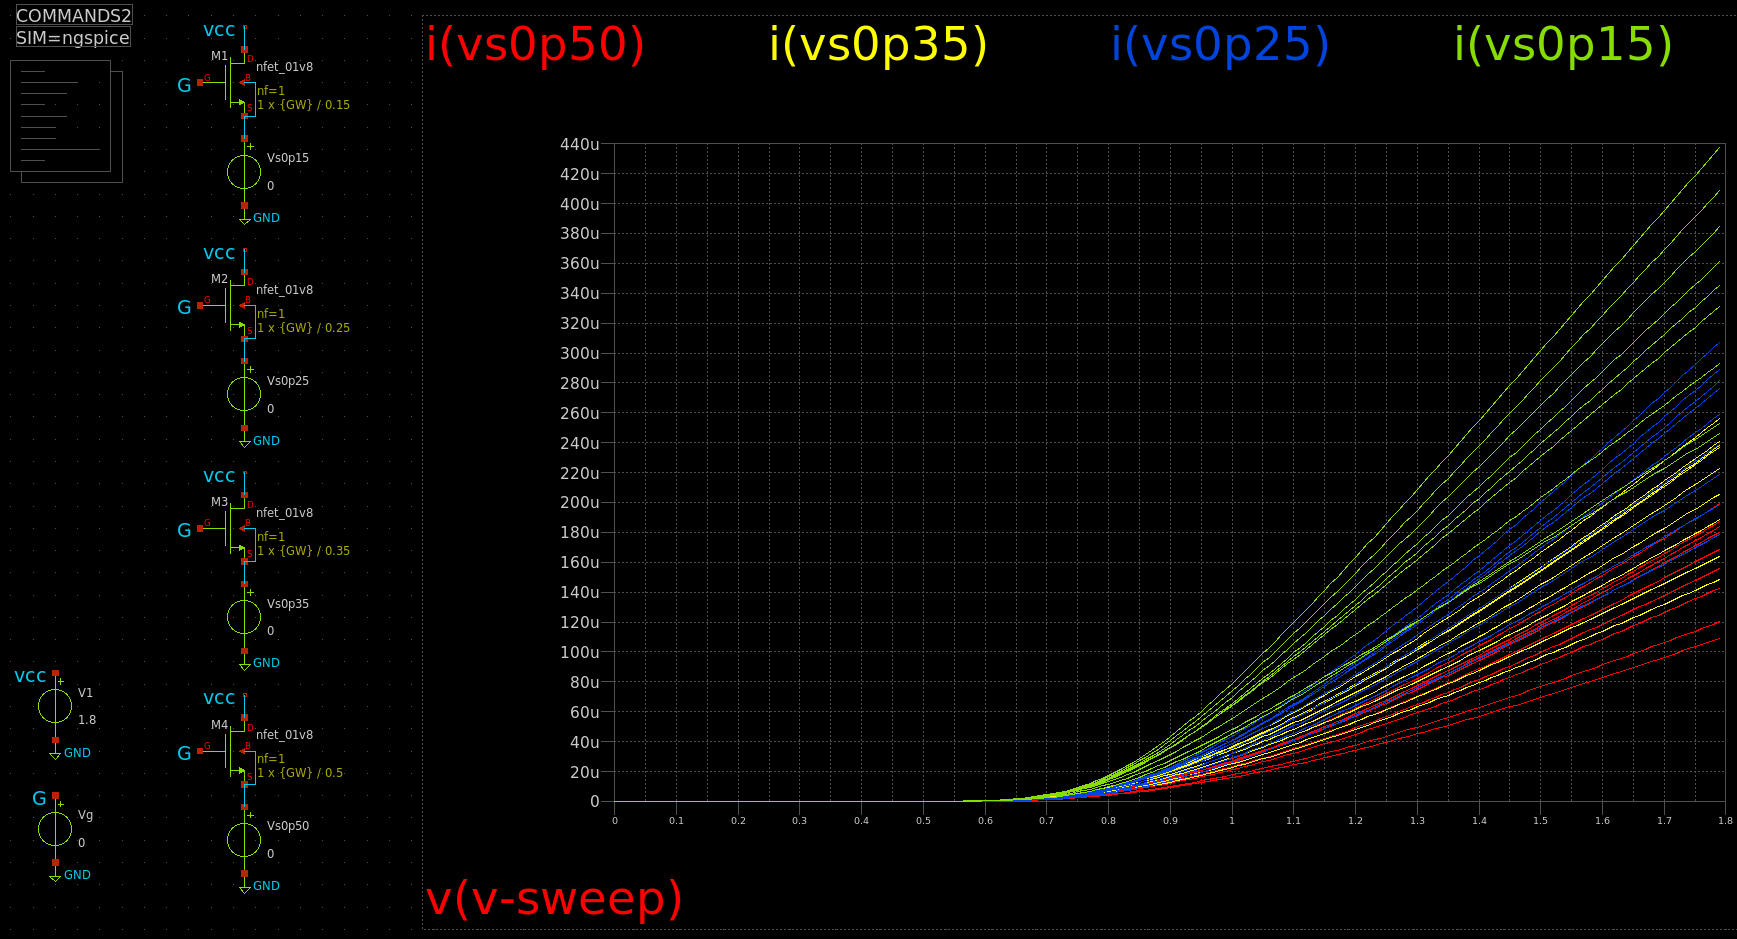 COMMANDS2
SIM=ngspice
vcc
M1
D
nfet_01v8
G
G
B
nf=1
S
1 x {GW} / 0.15
Vs0p15
0
GND
vcc
M2
D
nfet_01v8
G
G
B
nf=1
S
1 x {GW} / 0.25
Vs0p25
0
GND
vcc
M3
D
nfet_01v8
G
G
B
nf=1
S
1 x {GW} / 0.35
Vs0p35
0
GND
vcc
M4
D
nfet_01v8
G
G
B
nf=1
S
1 x {GW} / 0.5
Vs0p50
0
GND
vcc
V1
1.8
GND
G
Vg
0
GND
i(vs0p50) i(vs0p35) i(vs0p25) i(vs0p15)
440u
420u
400u
380u
360u
340u
320u
300u
280u
260u
240u
220u
200u
180u
160u
140u
120u
100u
80u
60u
40u
20u
0
0 0.1 0.2 0.3 0.4 0.5 0.6 0.7 0.8 0.9 1 1.1 1.2 1.3 1.4 1.5 1.6 1.7 1.8
v(v-sweep)